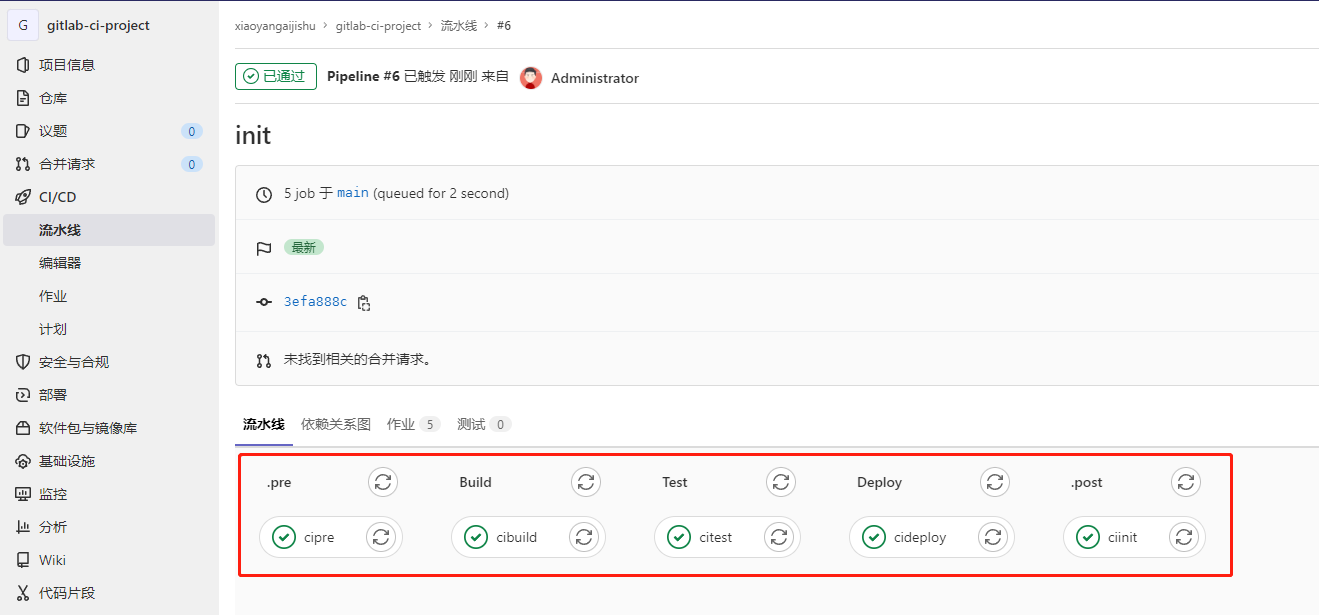 G gitlab-ci-project
项目信息
仓库
议题 0
合并请求 0
CI/CD
流水线
编辑器
作业
计划
安全与合规
部署
软件包与镜像库
基础设施
监控
分析
Wiki
代码片段
xiaoyangaijishu › gitlab-ci-project › 流水线 › #6
已通过 Pipeline #6 已触发 刚刚 来自 Administrator
init
5 job 于 main (queued for 2 second)
最新
3efa888c
未找到相关的合并请求。
流水线 依赖关系图 作业 5 测试 0
.pre Build Test Deploy .post
cipre cibuild citest cideploy ciinit